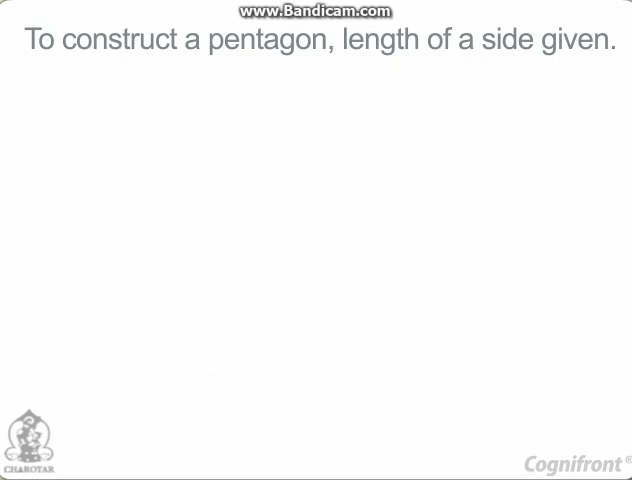 www.Bandicam.com
To construct a pentagon, length of a side given.
CHAROTAR
Cognifront®